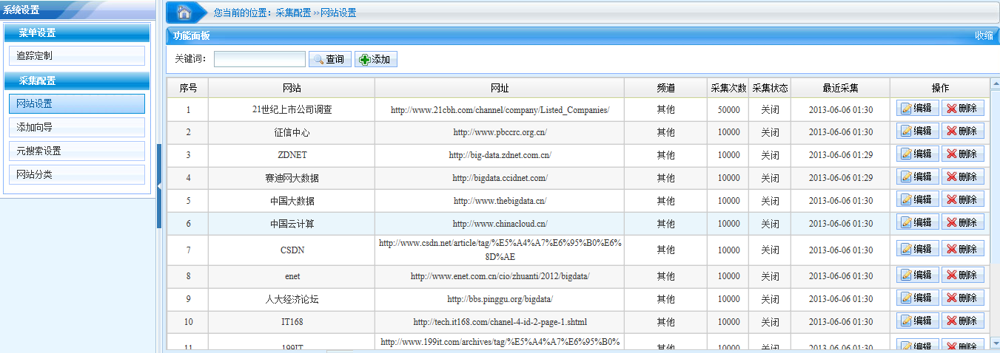 系统设置
菜单设置
追踪定制
采集配置
网站设置
添加向导
元搜索设置
网站分类
您当前的位置：采集配置 >> 网站设置
功能面板 收缩
关键词： 查询 添加
序号 网站 网址 频道 采集次数 采集状态 最近采集 操作
1 21世纪上市公司调查 http://www.21cbh.com/channel/company/Listed_Companies/ 其他 50000 关闭 2013-06-06 01:30 编辑 删除
2 征信中心 http://www.pbccrc.org.cn/ 其他 10000 关闭 2013-06-06 01:30 编辑 删除
3 ZDNET http://big-data.zdnet.com.cn/ 其他 10000 关闭 2013-06-06 01:29 编辑 删除
4 赛迪网大数据 http://bigdata.ccidnet.com/ 其他 10000 关闭 2013-06-06 01:29 编辑 删除
5 中国大数据 http://www.thebigdata.cn/ 其他 10000 关闭 2013-06-06 01:30 编辑 删除
6 中国云计算 http://www.chinacloud.cn/ 其他 10000 关闭 2013-06-06 01:30 编辑 删除
7 CSDN http://www.csdn.net/article/tag/%E5%A4%A7%E6%95%B0%E6%
8D%AE 其他 10000 关闭 2013-06-06 01:30 编辑 删除
8 enet http://www.enet.com.cn/cio/zhuanti/2012/bigdata/ 其他 10000 关闭 2013-06-06 01:30 编辑 删除
9 人大经济论坛 http://bbs.pinggu.org/bigdata/ 其他 10000 关闭 2013-06-06 01:30 编辑 删除
10 IT168 http://tech.it168.com/chanel-4-id-2-page-1.shtml 其他 10000 关闭 2013-06-06 01:30 编辑 删除
11 199IT http://www.199it.com/archives/tag/%E5%A4%A7%E6%95%B0% 其他 10000 关闭 2013-06-06 01:30 编辑 删除